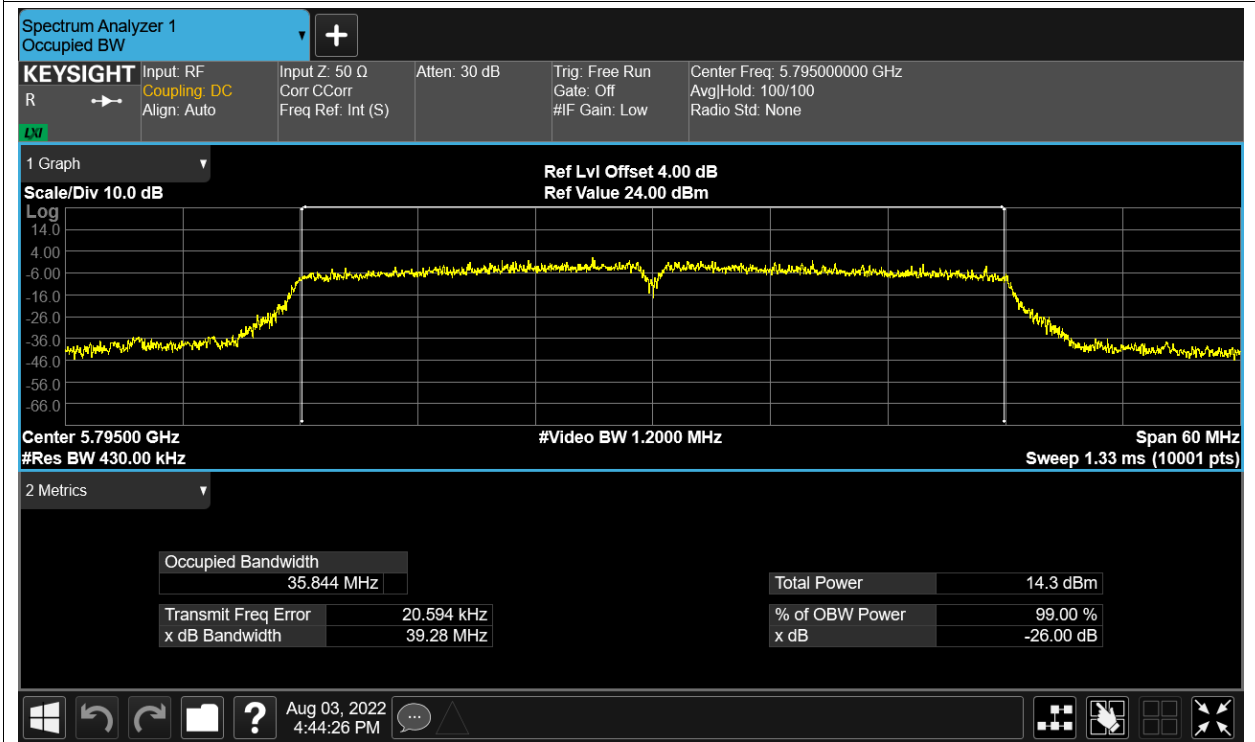 Spectrum Analyzer 1
Occupied BW
KEYSIGHT
R
LXI
Input: RF
Coupling: DC
Align: Auto
Input Z: 50 Ω
Corr CCorr
Freq Ref: Int (S)
Atten: 30 dB
Trig: Free Run
Gate: Off
#IF Gain: Low
Center Freq: 5.795000000 GHz
Avg|Hold: 100/100
Radio Std: None
1 Graph
Scale/Div 10.0 dB
Ref Lvl Offset 4.00 dB
Ref Value 24.00 dBm
Log
14.0
4.00
-6.00
-16.0
-26.0
-36.0
-46.0
-56.0
-66.0
Center 5.79500 GHz
#Res BW 430.00 kHz
#Video BW 1.2000 MHz
Span 60 MHz
Sweep 1.33 ms (10001 pts)
2 Metrics
Occupied Bandwidth
35.844 MHz
Transmit Freq Error 20.594 kHz
x dB Bandwidth 39.28 MHz
Total Power 14.3 dBm
% of OBW Power 99.00 %
x dB -26.00 dB
?
Aug 03, 2022
4:44:26 PM